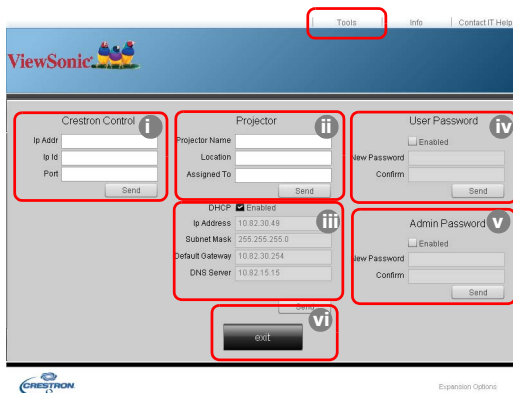 Tools Info Contact IT Help
ViewSonic
Crestron Control
i
Ip Addr
Ip Id
Port
Send
Projector
ii
Projector Name
Location
Assigned To
Send
DHCP Enabled
iii
Ip Address 10.82.30.49
Subnet Mask 255.255.255.0
Default Gateway 10.82.30.254
DNS Server 10.82.15.15
Send
User Password
iv
Enabled
New Password
Confirm
Send
Admin Password
v
Enabled
New Password
Confirm
Send
vi
exit
CRESTRON
Expansion Options